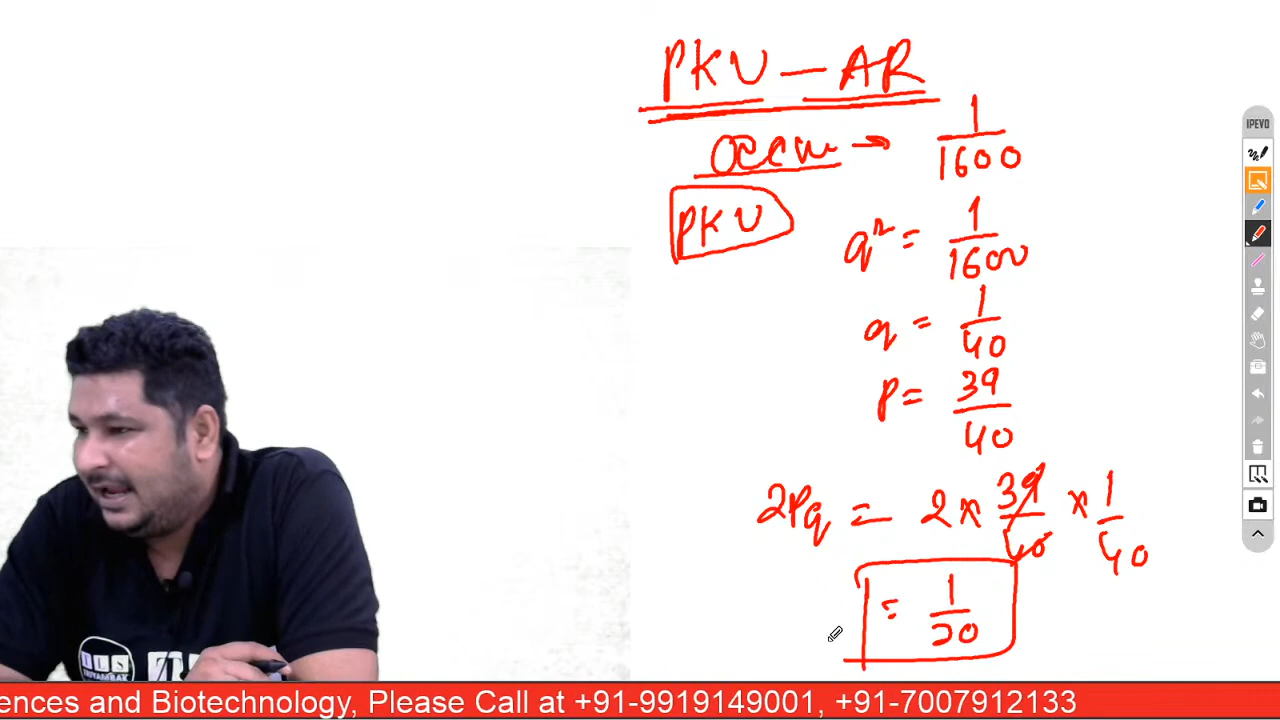 PKU — AR
occur → 1/1600
PKU
q² = 1/1600
q = 1/40
P = 39/40
2Pq = 2 × 39/40 × 1/40
= 1/20
IPEVO
ences and Biotechnology, Please Call at +91-9919149001, +91-7007912133